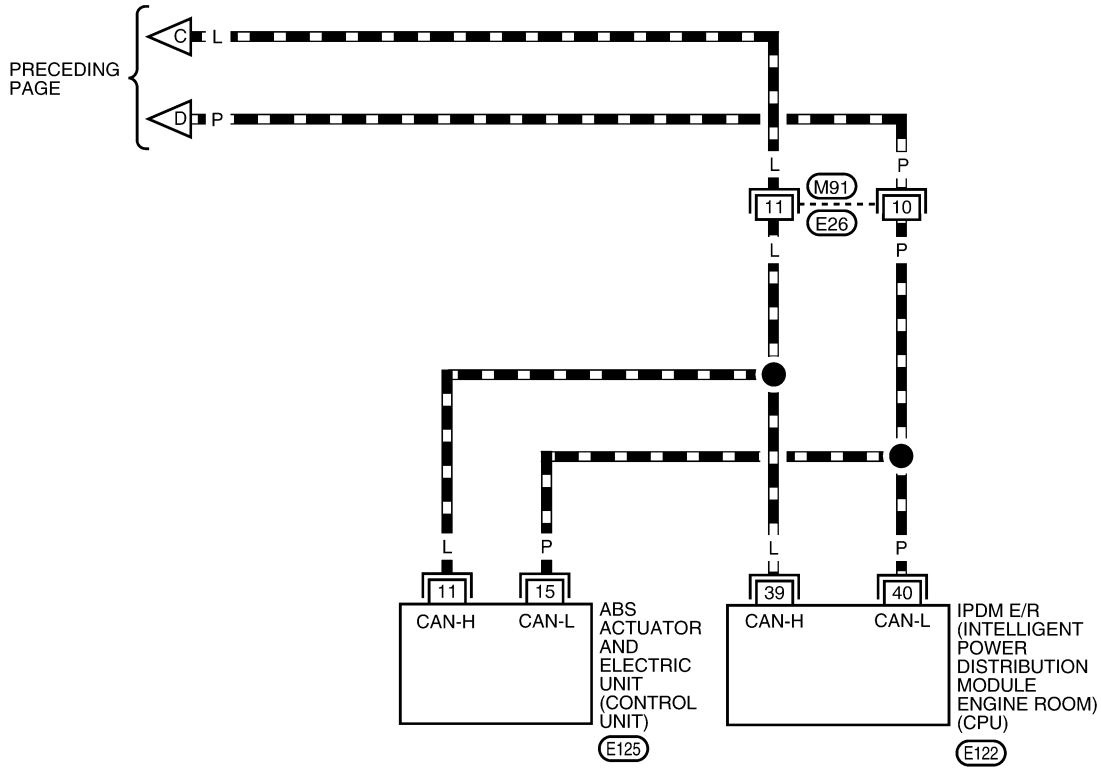 C L
PRECEDING
PAGE
D P
L
P
M91
11
10
E26
L
P
L
P
L
P
11
15
39
40
CAN-H
CAN-L
CAN-H
CAN-L
ABS
ACTUATOR
AND
ELECTRIC
UNIT
(CONTROL
UNIT)
E125
IPDM E/R
(INTELLIGENT
POWER
DISTRIBUTION
MODULE
ENGINE ROOM)
(CPU)
E122